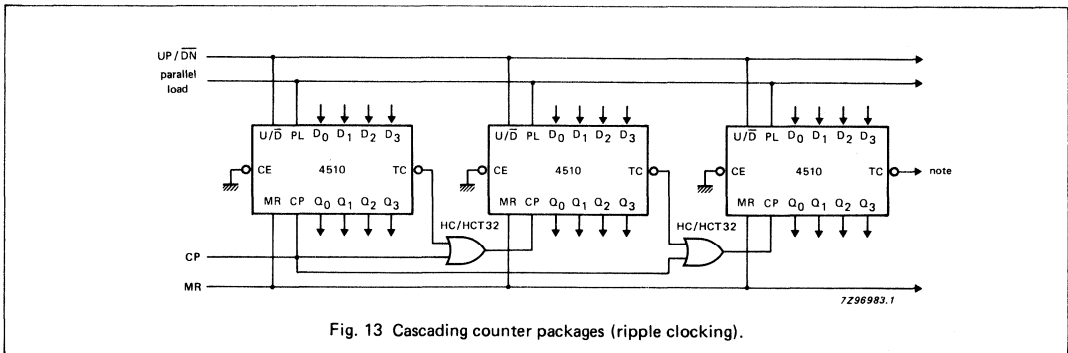 UP/D̅N̅
parallel
load
U/D̅ PL D0 D1 D2 D3 U/D̅ PL D0 D1 D2 D3 U/D̅ PL D0 D1 D2 D3
CE 4510 TC CE 4510 TC CE 4510 TC note
MR CP Q0 Q1 Q2 Q3 MR CP Q0 Q1 Q2 Q3 MR CP Q0 Q1 Q2 Q3
HC/HCT32 HC/HCT32
CP
MR
7Z96983.1
Fig. 13 Cascading counter packages (ripple clocking).